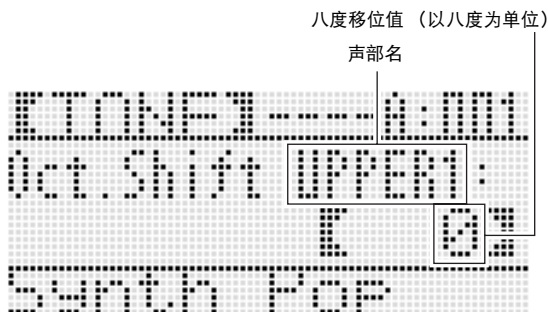 八度移位值 （以八度为单位）
声部名
【TONE】----A:001
Oct.Shift UPPER1:
【 0】
Synth Pop